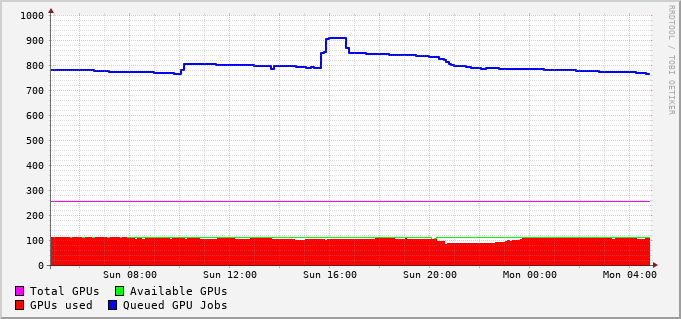 1000
900
800
700
600
500
400
300
200
100
0
Sun 08:00 Sun 12:00 Sun 16:00 Sun 20:00 Mon 00:00 Mon 04:00
Total GPUs Available GPUs
GPUs used Queued GPU Jobs
RRDTOOL / TOBI OETIKER